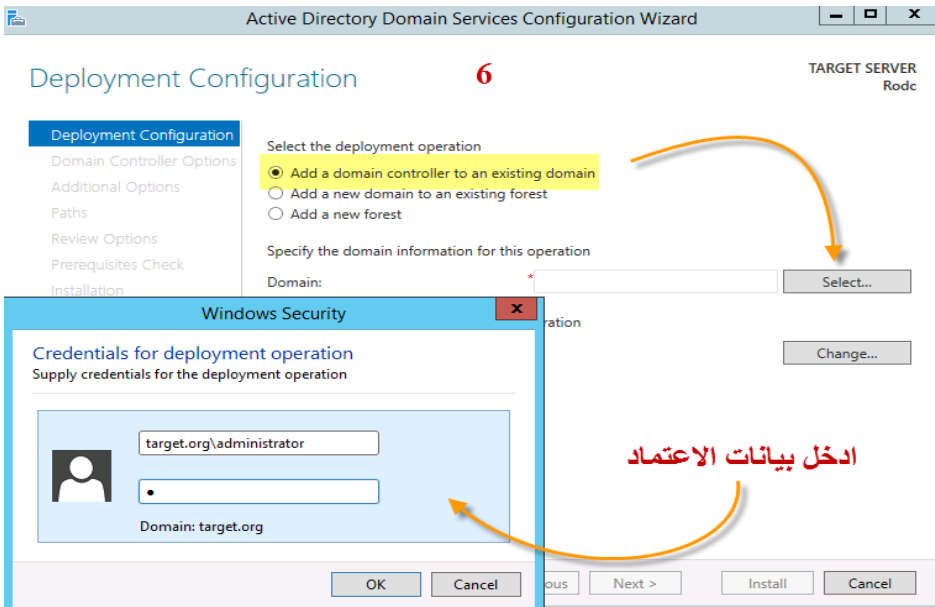 Active Directory Domain Services Configuration Wizard
Deployment Configuration
6
TARGET SERVER
Rodc
Deployment Configuration
Domain Controller Options
Additional Options
Paths
Review Options
Prerequisites Check
Installation
Select the deployment operation
Add a domain controller to an existing domain
Add a new domain to an existing forest
Add a new forest
Specify the domain information for this operation
Domain:
*
Select...
ration
Change...
Windows Security
x
Credentials for deployment operation
Supply credentials for the deployment operation
target.org\administrator
●
Domain: target.org
OK
Cancel
ادخل بيانات الاعتماد
ous
Next >
Install
Cancel